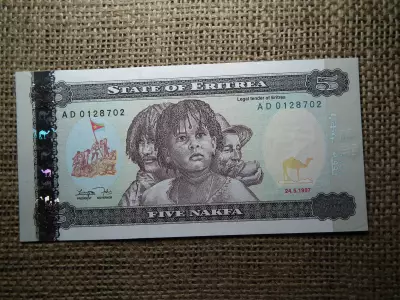 STATE OF ERITREA 5
Legal tender of Eritrea
AD 0128702 AD 0128702
24.5.1997
FIVE NAKFA